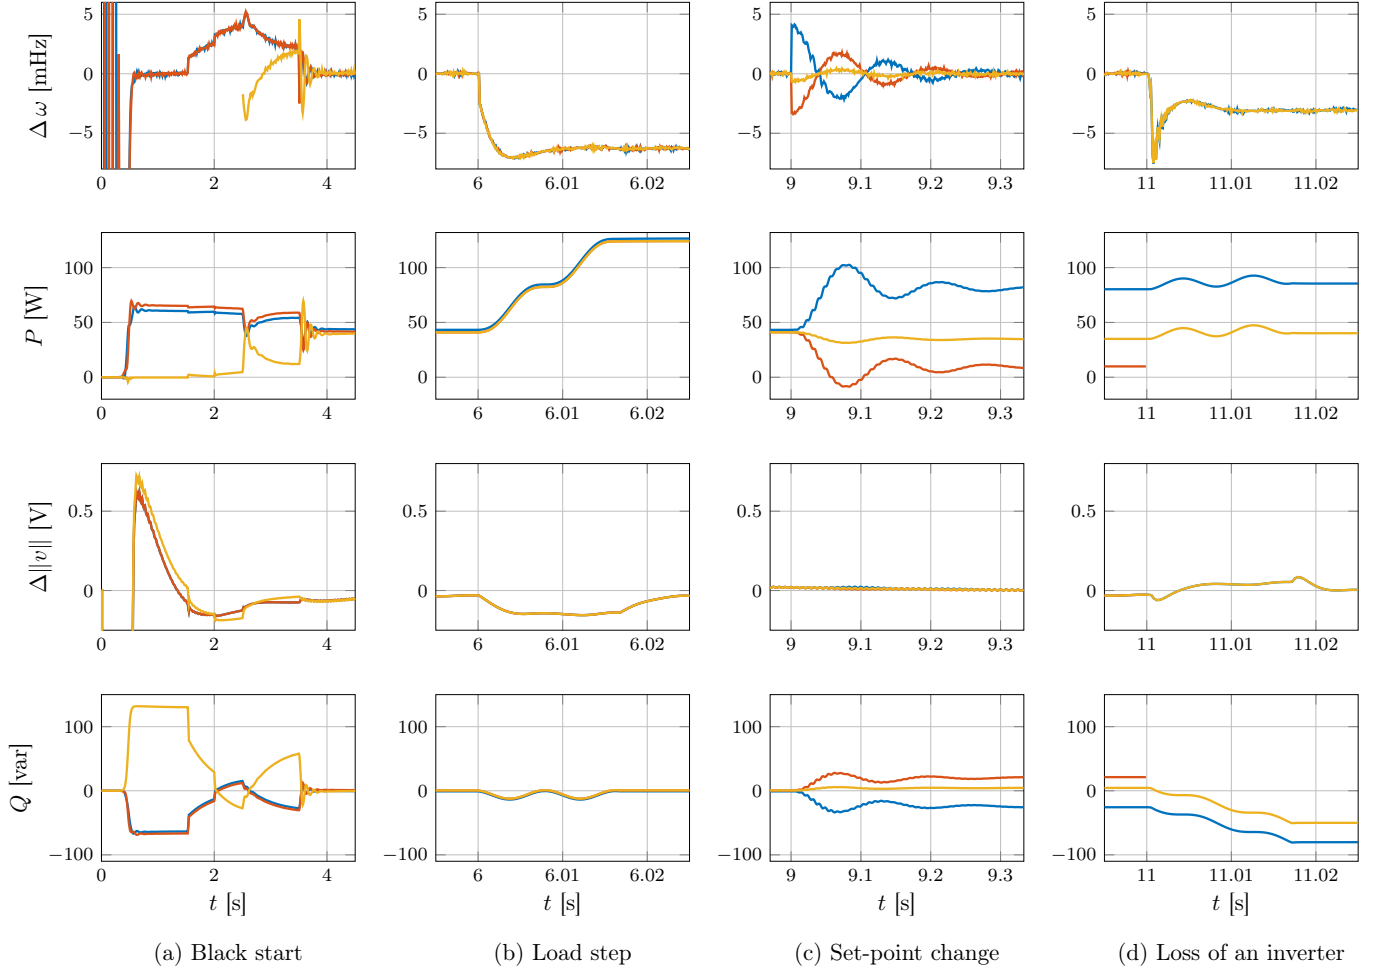 Δω [mHz]
5
0
−5
0 2 4
5
0
−5
6 6.01 6.02
5
0
−5
9 9.1 9.2 9.3
5
0
−5
11 11.01 11.02
P [W]
100
50
0
0 2 4
100
50
0
6 6.01 6.02
100
50
0
9 9.1 9.2 9.3
100
50
0
11 11.01 11.02
Δ||v|| [V]
0.5
0
0 2 4
0.5
0
6 6.01 6.02
0.5
0
9 9.1 9.2 9.3
0.5
0
11 11.01 11.02
Q [var]
100
0
−100
0 2 4
t [s]
100
0
−100
6 6.01 6.02
t [s]
100
0
−100
9 9.1 9.2 9.3
t [s]
100
0
−100
11 11.01 11.02
t [s]
(a) Black start
(b) Load step
(c) Set-point change
(d) Loss of an inverter